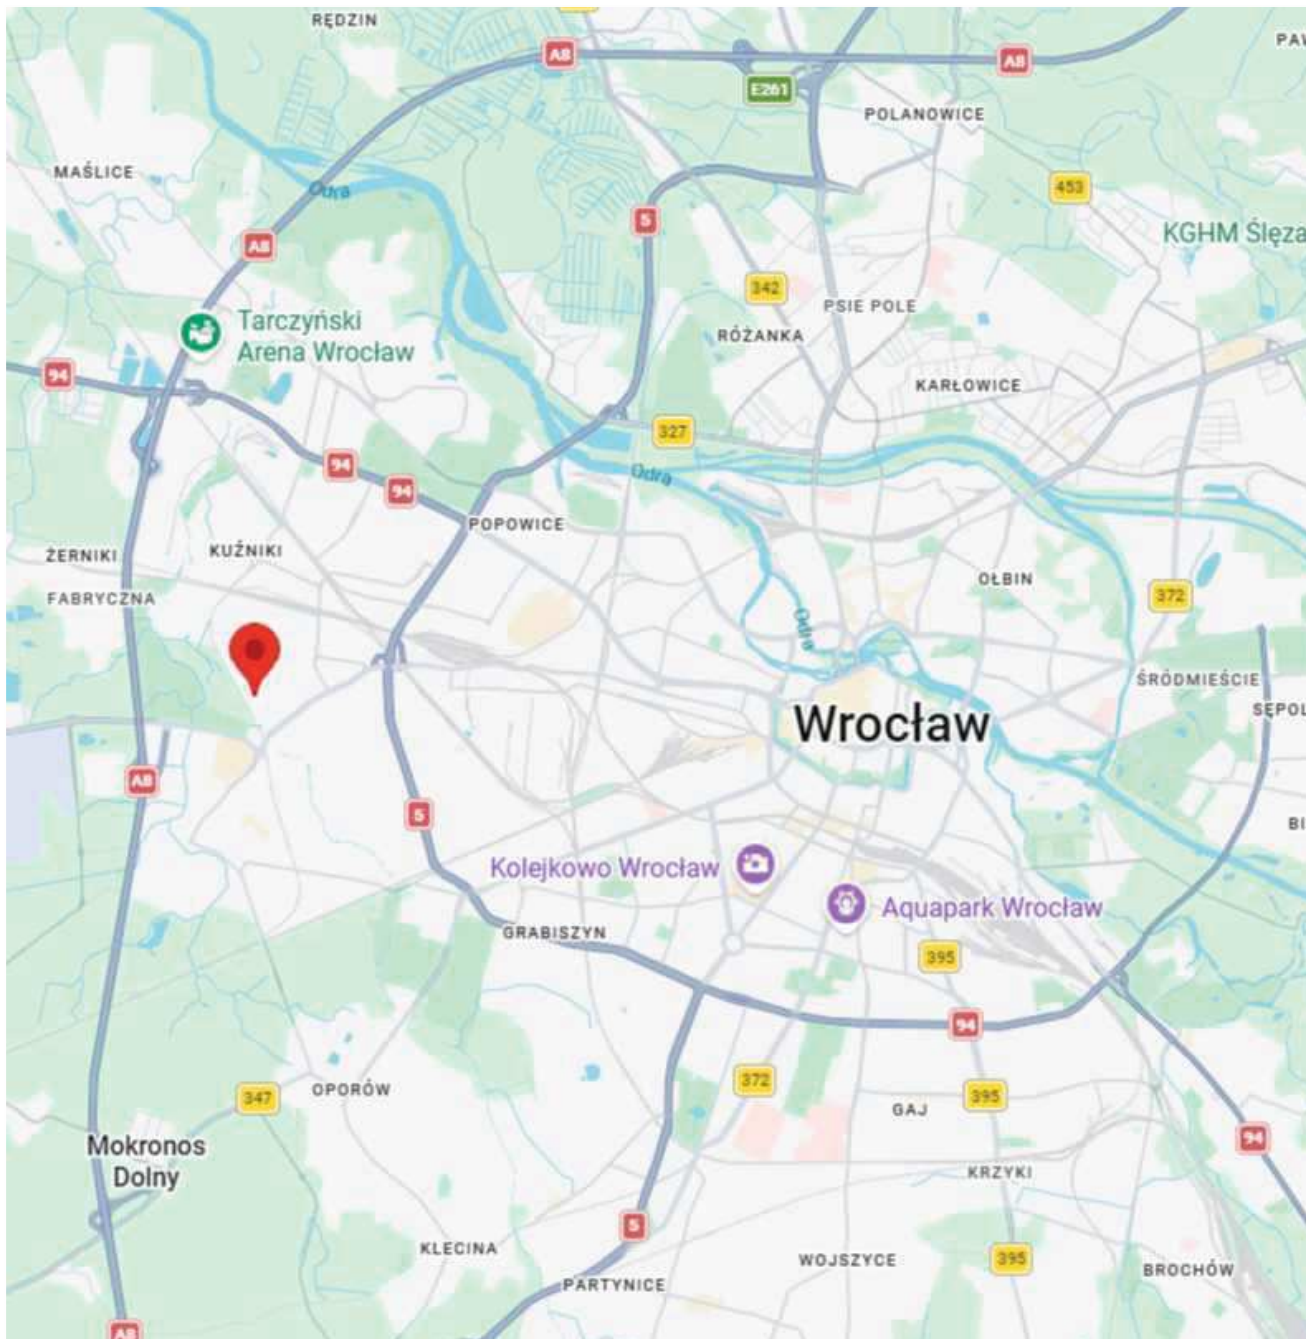 RĘDZIN
A8
A8
E261
POLANOWICE
MAŚLICE
Odra
453
5
A8
KGHM Ślęza
342
PSIE POLE
Tarczyński
Arena Wrocław
RÓŻANKA
94
KARŁOWICE
327
94
Odra
94
POPOWICE
ŻERNIKI
KUŹNIKI
OŁBIN
FABRYCZNA
372
Odra
ŚRÓDMIEŚCIE
Wrocław
SĘPOL
A8
5
BI
Kolejkowo Wrocław
Aquapark Wrocław
GRABISZYN
395
94
372
OPORÓW
347
395
GAJ
94
Mokronos
Dolny
KRZYKI
5
KLECINA
WOJSZYCE
395
BROCHÓW
PARTYNICE
A8